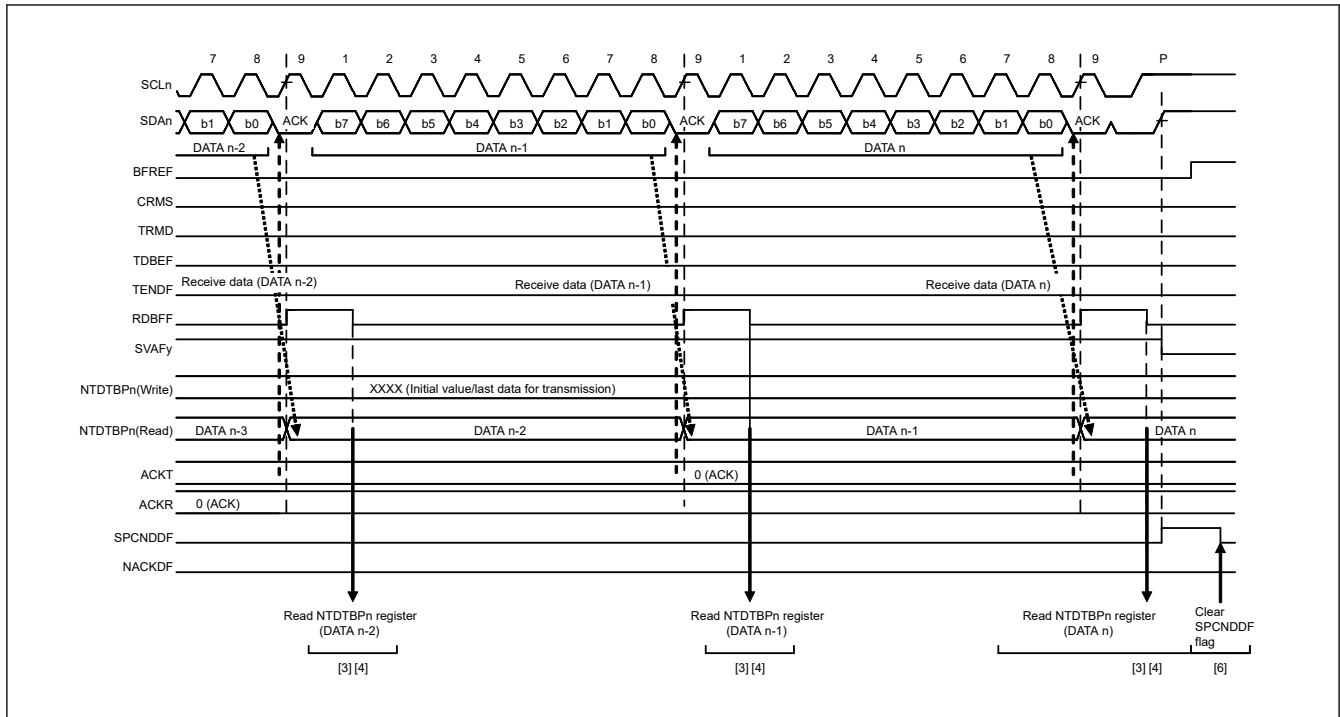 7 8 9 1 2 3 4 5 6 7 8 9 1 2 3 4 5 6 7 8 9 P
SCLn
SDAn b1 b0 ACK b7 b6 b5 b4 b3 b2 b1 b0 ACK b7 b6 b5 b4 b3 b2 b1 b0 ACK
DATA n-2 DATA n-1 DATA n
BFREF
CRMS
TRMD
TDBEF
Receive data (DATA n-2) Receive data (DATA n-1) Receive data (DATA n)
TENDF
RDBFF
SVAFy
NTDTBPn(Write) XXXX (Initial value/last data for transmission)
NTDTBPn(Read) DATA n-3 DATA n-2 DATA n-1 DATA n
ACKT 0 (ACK)
ACKR 0 (ACK)
SPCNDDF
NACKDF
Read NTDTBPn register Read NTDTBPn register Read NTDTBPn register Clear
(DATA n-2) (DATA n-1) (DATA n) SPCNDDF
flag
[3] [4] [3] [4] [3] [4] [6]